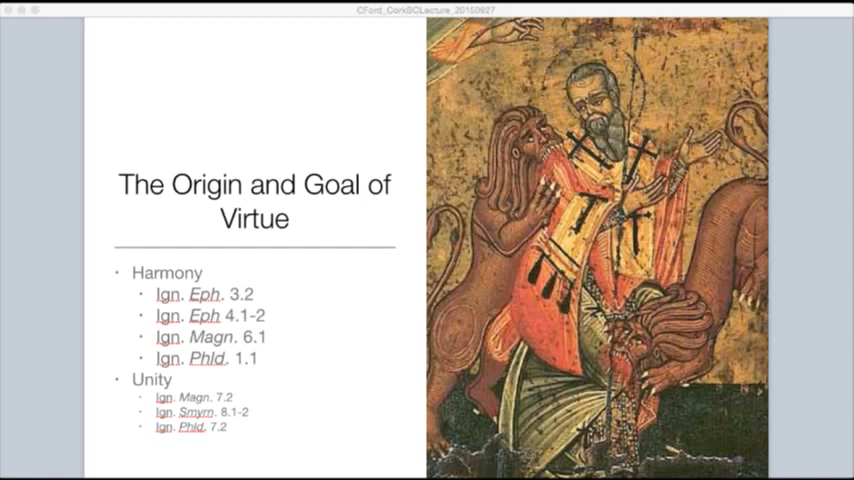 CFord_CorkBCLecture_20150927
The Origin and Goal of
Virtue
• Harmony
• Ign. Eph. 3.2
• Ign. Eph 4.1-2
• Ign. Magn. 6.1
• Ign. Phld. 1.1
• Unity
• Ign. Magn. 7.2
• Ign. Smyrn. 8.1-2
• Ign. Phld. 7.2